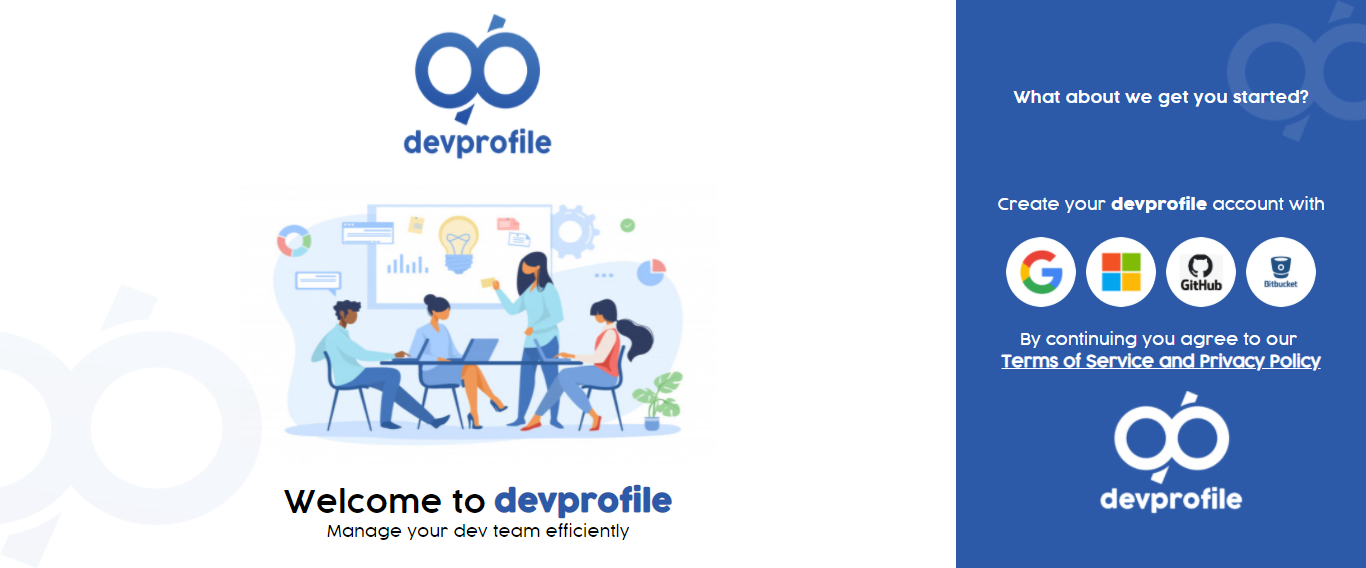 devprofile
Welcome to devprofile
Manage your dev team efficiently
What about we get you started?
Create your devprofile account with
GitHub
Bitbucket
By continuing you agree to our
Terms of Service and Privacy Policy
devprofile